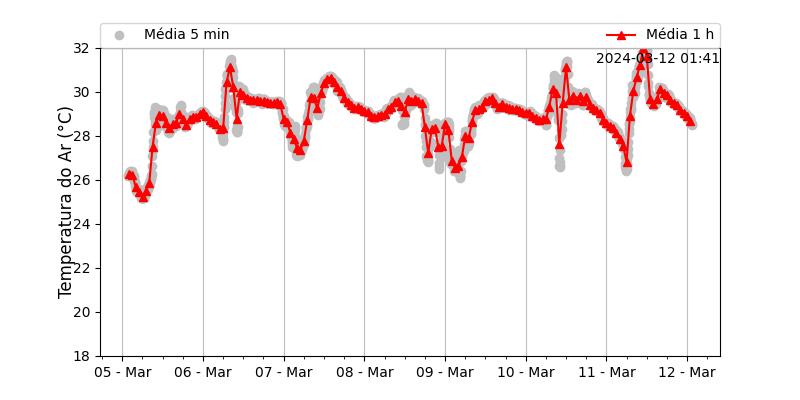 Média 5 min
Média 1 h
2024-03-12 01:41
Temperatura do Ar (°C)
32
30
28
26
24
22
20
18
05 - Mar
06 - Mar
07 - Mar
08 - Mar
09 - Mar
10 - Mar
11 - Mar
12 - Mar